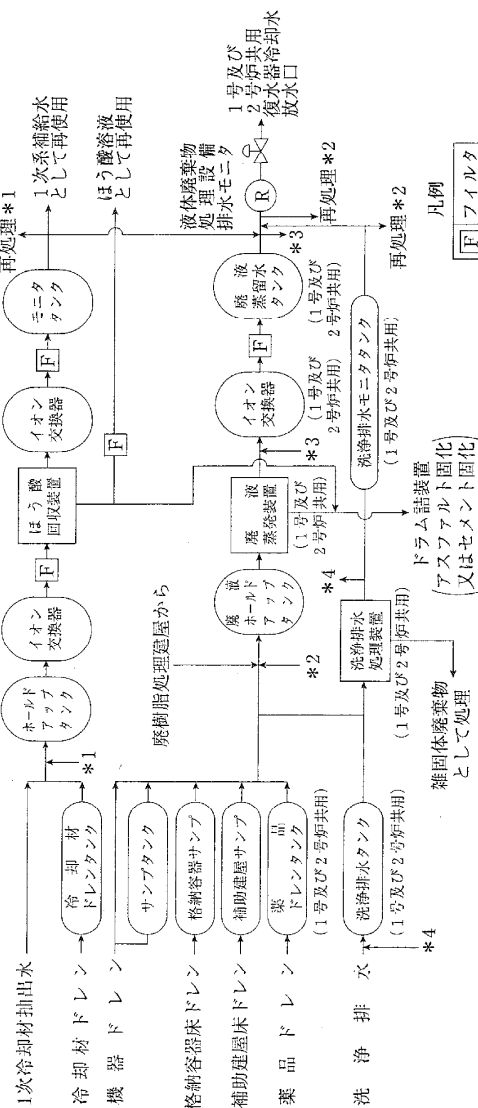 1次冷却材抽出水
冷却材ドレン
機器ドレン
格納容器床ドレン
補助建屋床ドレン
薬品ドレン
洗浄排水
冷却材
ドレンタンク
サンプタンク
格納容器サンプ
補助建屋サンプ
薬品
ドレンタンク
(1号及び2号炉共用)
洗浄排水タンク
(1号及び2号炉共用)
*4
*1
ホールド
アップ
タンク
イオン
交換器
F
ほう酸
回収装置
F
イオン
交換器
F
モニタ
タンク
再処理*1
1次系補給水
として再使用
ほう酸溶液
として再使用
廃樹脂処理建屋から
*2
廃液
ホールド
アップ
タンク
廃液
蒸発装置
(1号及び
2号炉共用)
*3
イオン
交換器
(1号及び
2号炉共用)
F
廃液
蒸留水
タンク
(1号及び
2号炉共用)
*3
液体廃棄物
処理設備
排水モニタ
R
1号及び
2号炉共用
復水器冷却水
放水口
再処理*2
再処理*2
洗浄排水
処理装置
(1号及び2号炉共用)
*4
洗浄排水モニタタンク
(1号及び2号炉共用)
雑固体廃棄物
として処理
ドラム詰装置
(アスファルト固化
又はセメント固化)
凡例
F フィルタ